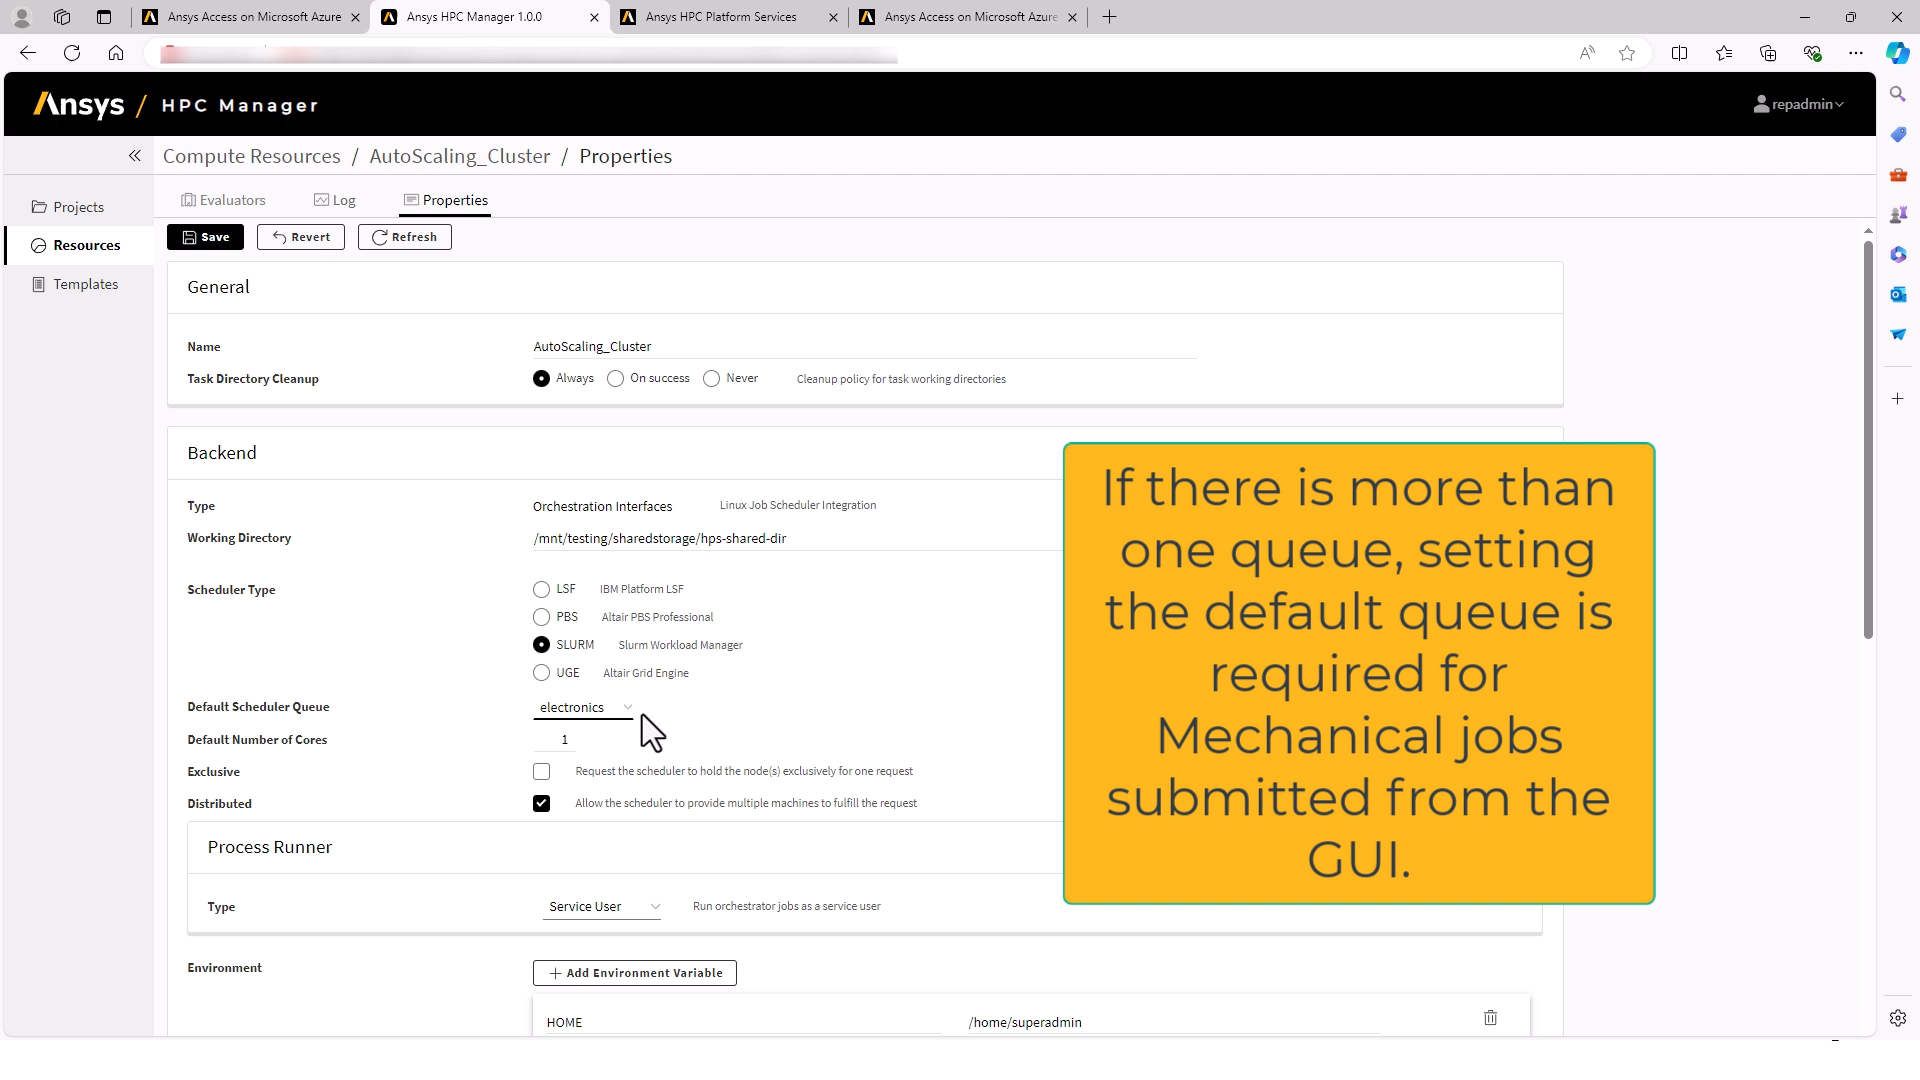 Ansys Access on Microsoft Azure
Ansys HPC Manager 1.0.0
Ansys HPC Platform Services
Ansys Access on Microsoft Azure
Ansys / HPC Manager
repadmin
Compute Resources / AutoScaling_Cluster / Properties
Projects
Resources
Templates
Evaluators
Log
Properties
Save
Revert
Refresh
General
Name
AutoScaling_Cluster
Task Directory Cleanup
Always
On success
Never
Cleanup policy for task working directories
Backend
Type
Orchestration Interfaces
Linux Job Scheduler Integration
Working Directory
/mnt/testing/sharedstorage/hps-shared-dir
Scheduler Type
LSF IBM Platform LSF
PBS Altair PBS Professional
SLURM Slurm Workload Manager
UGE Altair Grid Engine
Default Scheduler Queue
electronics
Default Number of Cores
1
Exclusive
Request the scheduler to hold the node(s) exclusively for one request
Distributed
Allow the scheduler to provide multiple machines to fulfill the request
Process Runner
Type
Service User
Run orchestrator jobs as a service user
Environment
+ Add Environment Variable
HOME
/home/superadmin
If there is more than
one queue, setting
the default queue is
required for
Mechanical jobs
submitted from the
GUI.